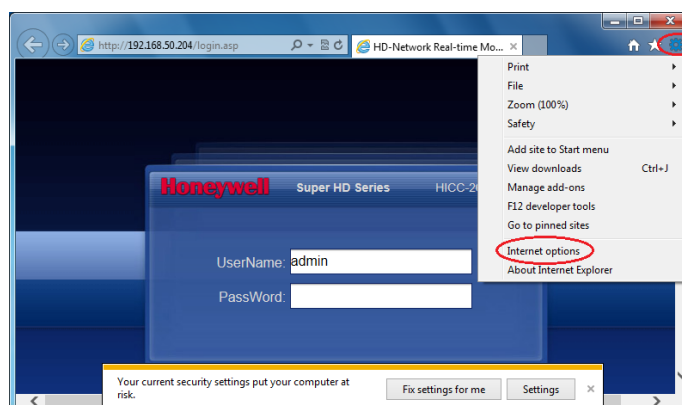 http://192.168.50.204/login.asp
HD-Network Real-time Mo...
Print
File
Zoom (100%)
Safety
Add site to Start menu
View downloads Ctrl+J
Manage add-ons
F12 developer tools
Go to pinned sites
Internet options
About Internet Explorer
Honeywell Super HD Series HICC-2
UserName: admin
PassWord:
Your current security settings put your computer at
risk.
Fix settings for me Settings